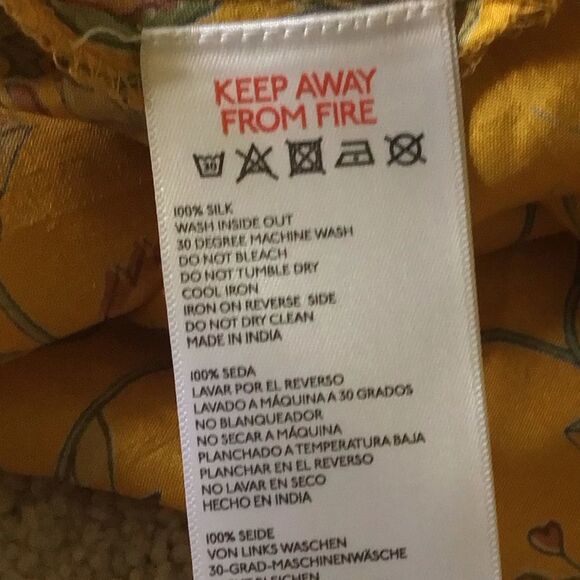 KEEP AWAY
FROM FIRE
30
100% SILK
WASH INSIDE OUT
30 DEGREE MACHINE WASH
DO NOT BLEACH
DO NOT TUMBLE DRY
COOL IRON
IRON ON REVERSE SIDE
DO NOT DRY CLEAN
MADE IN INDIA
100% SEDA
LAVAR POR EL REVERSO
LAVADO A MÁQUINA A 30 GRADOS
NO BLANQUEADOR
NO SECAR A MÁQUINA
PLANCHADO A TEMPERATURA BAJA
PLANCHAR EN EL REVERSO
NO LAVAR EN SECO
HECHO EN INDIA
100% SEIDE
VON LINKS WASCHEN
30-GRAD-MASCHINENWÄSCHE